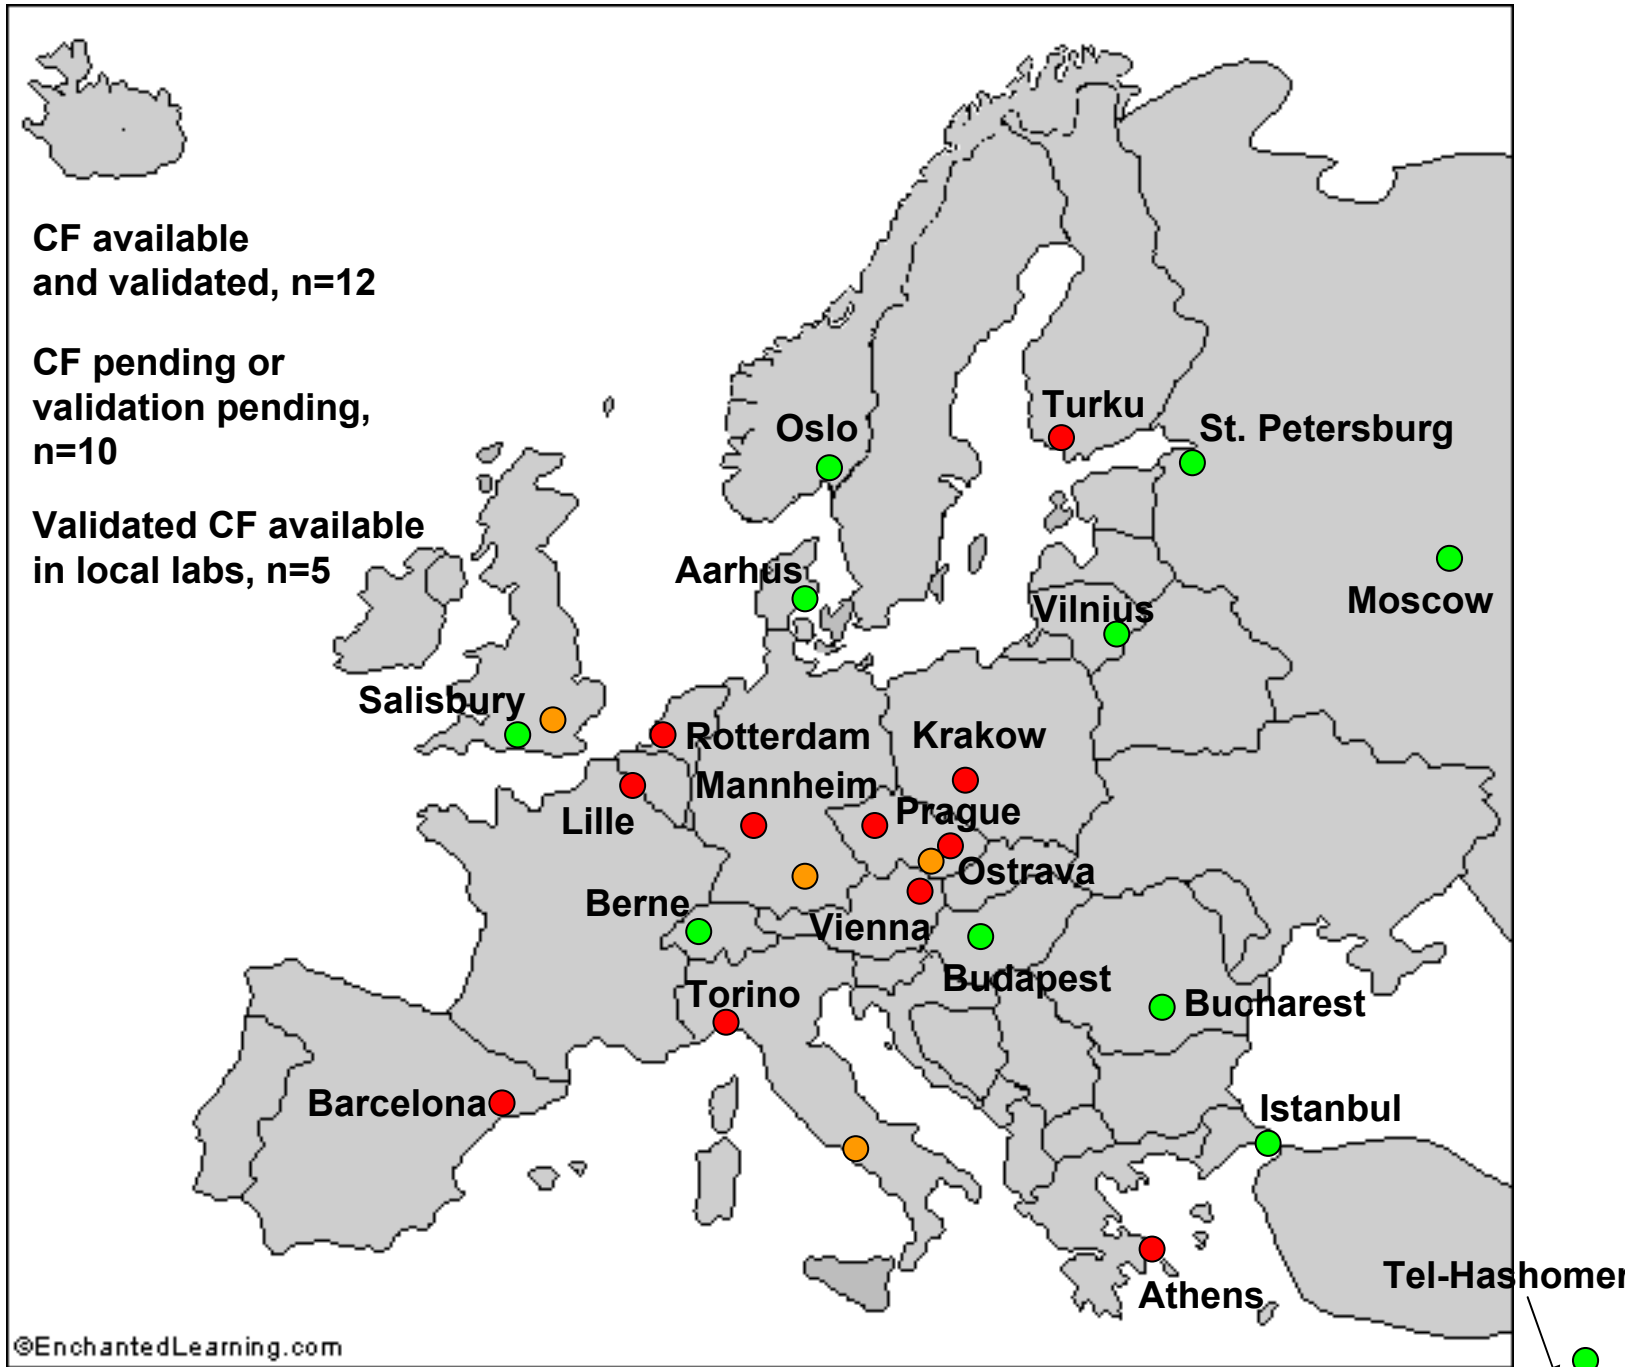 CF available
and validated, n=12
CF pending or
validation pending,
n=10
Validated CF available
in local labs, n=5
Oslo
Turku
St. Petersburg
Aarhus
Vilnius
Moscow
Salisbury
Rotterdam
Krakow
Mannheim
Prague
Lille
Ostrava
Berne
Vienna
Budapest
Torino
Bucharest
Barcelona
Istanbul
Tel-Hashomer
Athens
©EnchantedLearning.com